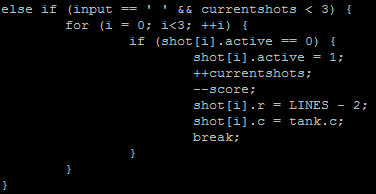 else if (input == ' ' && currentshots < 3) {
        for (i = 0; i<3; ++i) {
                if (shot[i].active == 0) {
                        shot[i].active = 1;
                        ++currentshots;
                        --score;
                        shot[i].r = LINES - 2;
                        shot[i].c = tank.c;
                        break;
                }
        }
}